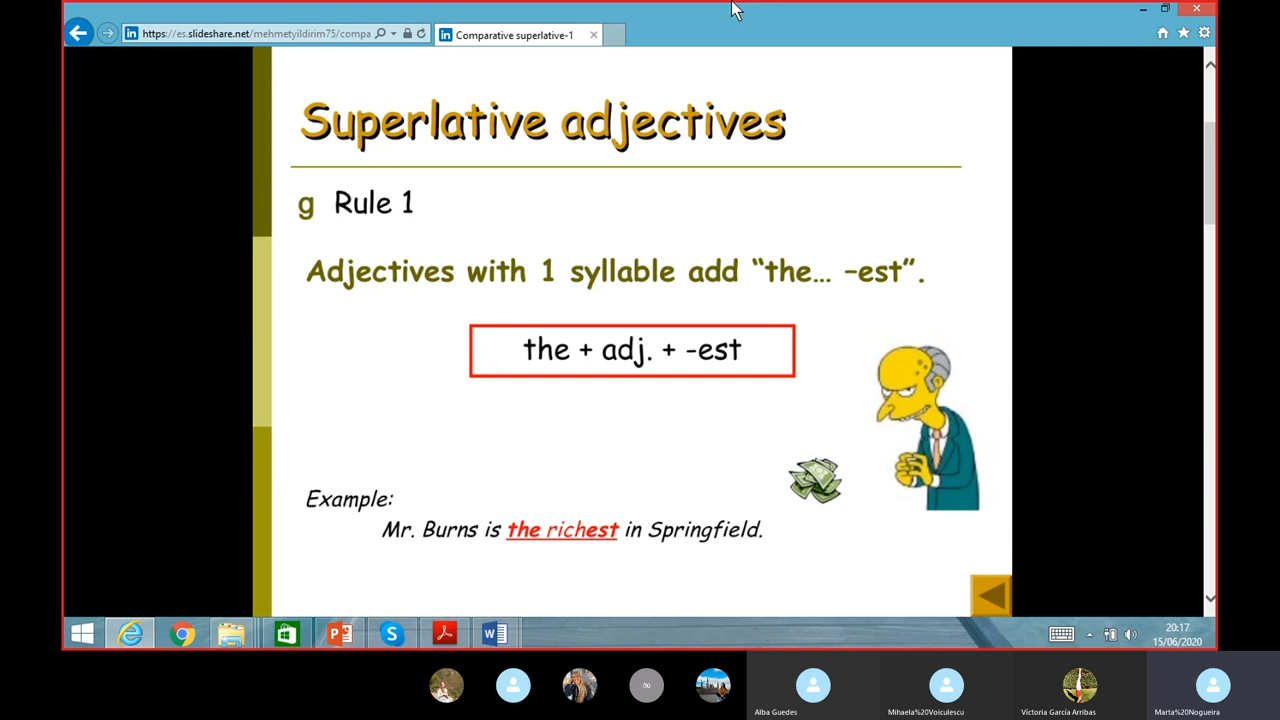 https://es.slideshare.net/mehmetyildirim75/compa
Comparative superlative-1
Superlative adjectives
g Rule 1
Adjectives with 1 syllable add “the... –est”.
the + adj. + -est
Example:
Mr. Burns is the richest in Springfield.
20:17
15/06/2020
Alba Guedes
Mihaela%20Voiculescu
Víctoria García Arribas
Marta%20Nogueira